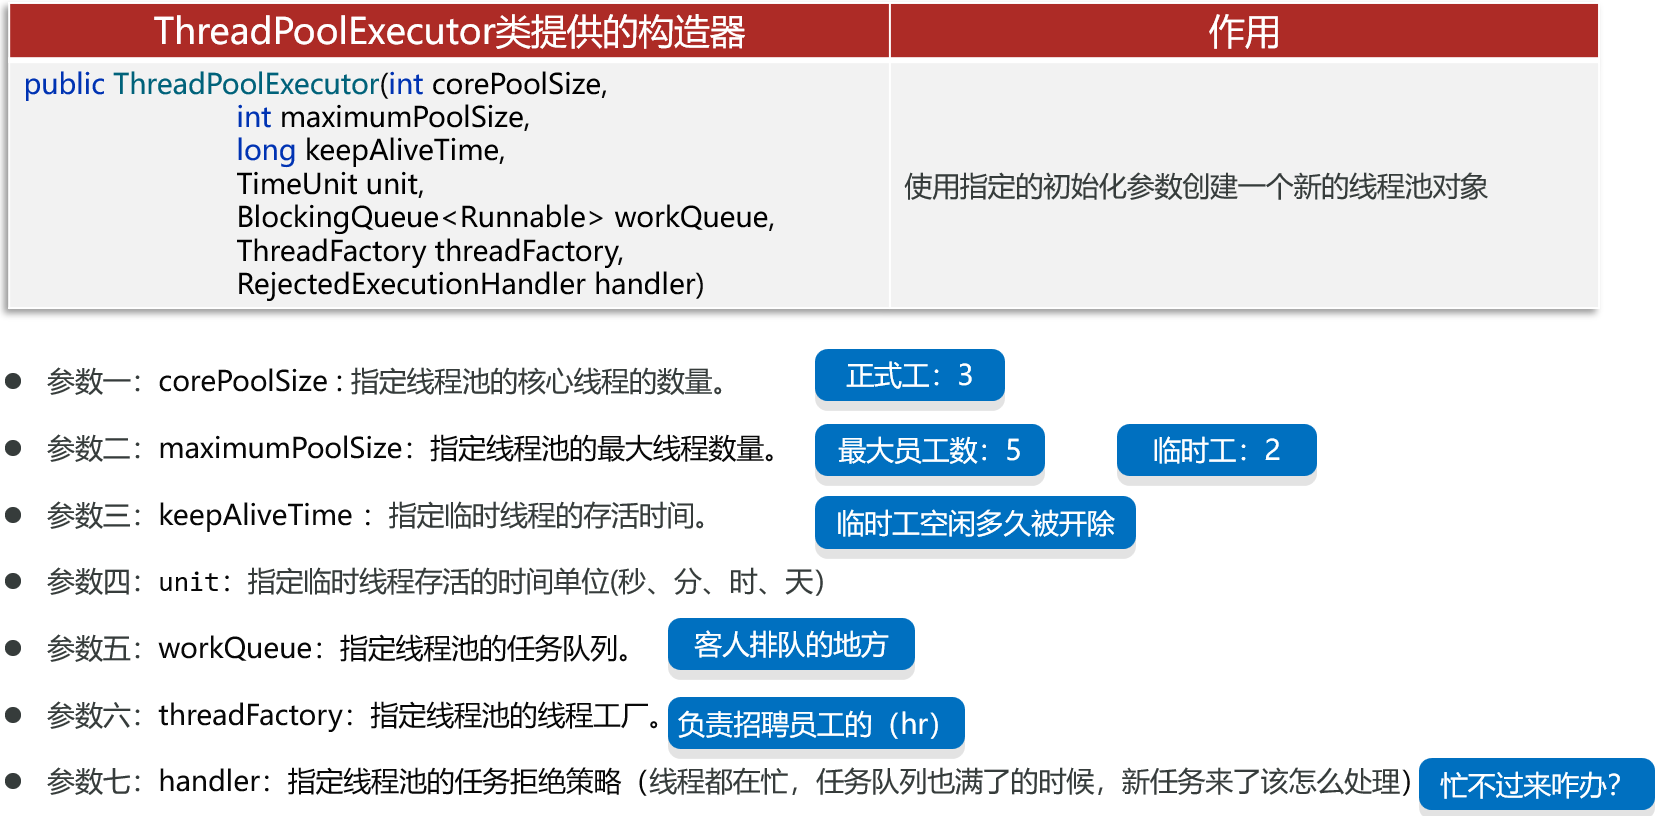 ThreadPoolExecutor类提供的构造器
作用
public ThreadPoolExecutor(int corePoolSize,
int maximumPoolSize,
long keepAliveTime,
TimeUnit unit,
BlockingQueue<Runnable> workQueue,
ThreadFactory threadFactory,
RejectedExecutionHandler handler)
使用指定的初始化参数创建一个新的线程池对象
参数一：corePoolSize : 指定线程池的核心线程的数量。
正式工：3
参数二：maximumPoolSize：指定线程池的最大线程数量。
最大员工数：5
临时工：2
参数三：keepAliveTime ：指定临时线程的存活时间。
临时工空闲多久被开除
参数四：unit：指定临时线程存活的时间单位(秒、分、时、天)
参数五：workQueue：指定线程池的任务队列。
客人排队的地方
参数六：threadFactory：指定线程池的线程工厂。
负责招聘员工的（hr）
参数七：handler：指定线程池的任务拒绝策略（线程都在忙，任务队列也满了的时候，新任务来了该怎么处理）
忙不过来咋办？